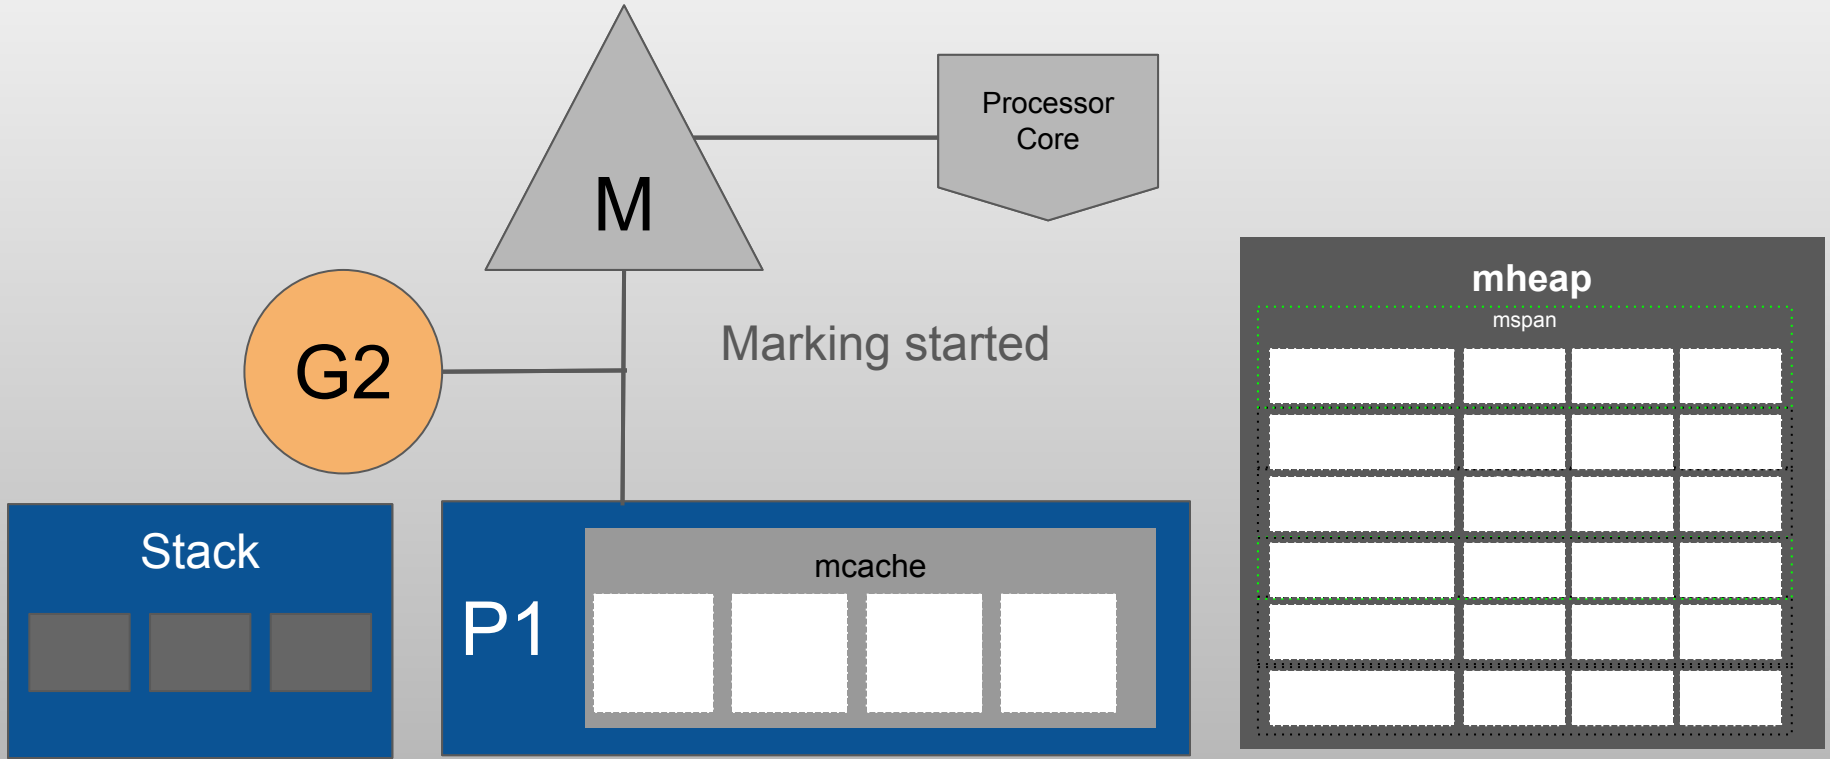 Processor
Core
M
mheap
mspan
G2
Marking started
Stack
mcache
P1